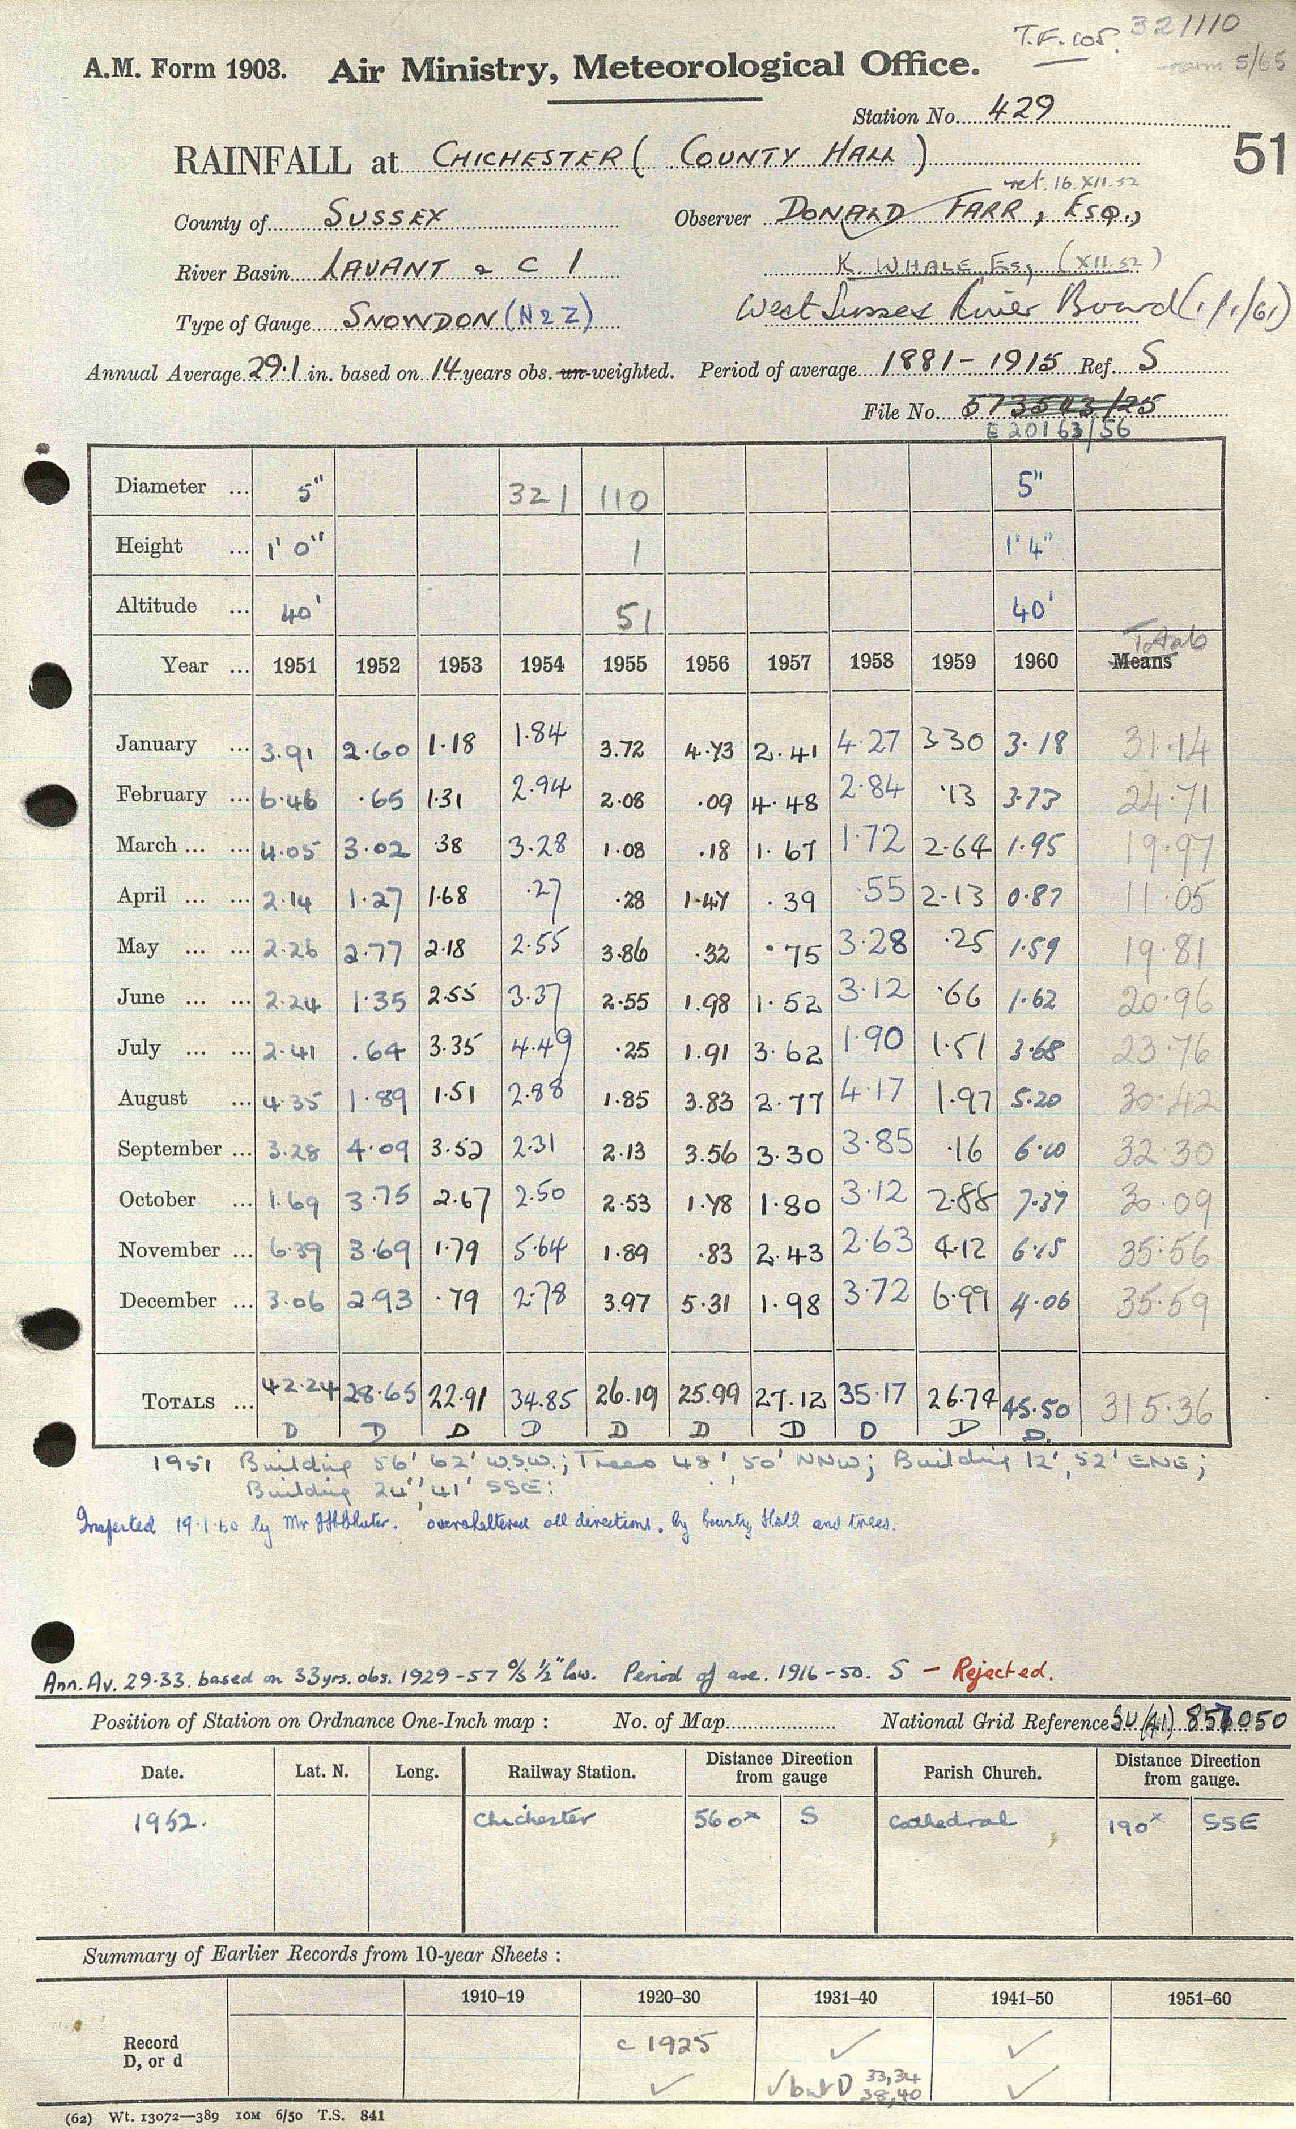 T.F. cor. 321110
5/65
A.M. Form 1903. Air Ministry, Meteorological Office.
Station No. 429
51
RAINFALL at CHICHESTER ( COUNTY HALL )
ret. 16.XII.52
County of SUSSEX Observer DONALD FARR, ESQ.,
River Basin LAVANT & C 1 K WHALE, Esq, (XII.52)
Type of Gauge SNOWDON (N2Z) West Sussex River Board (1/1/61)
Annual Average 29.1 in. based on 14 years obs. un-weighted. Period of average 1881-1915 Ref. S
File No. 573543/25
E 20163/56
Diameter ... 5" 321 110 5"
Height ... 1' 0" 1 1' 4"
Altitude ... 40' 51 40'
Totals
Year ... 1951 1952 1953 1954 1955 1956 1957 1958 1959 1960 Means
January ... 3.91 2.60 1.18 1.84 3.72 4.73 2.41 4.27 3.30 3.18 31.14
February ... 6.46 .65 1.31 2.94 2.08 .09 4.48 2.84 .13 3.73 24.71
March ... ... 4.05 3.02 .38 3.28 1.08 .18 1.67 1.72 2.64 1.95 19.97
April ... ... 2.14 1.27 1.68 .27 .28 1.47 .39 .55 2.13 0.87 11.05
May ... ... 2.26 2.77 2.18 2.55 3.86 .32 .75 3.28 .25 1.59 19.81
June ... ... 2.24 1.35 2.55 3.37 2.55 1.98 1.52 3.12 .66 1.62 20.96
July ... ... 2.41 .64 3.35 4.49 .25 1.91 3.62 1.90 1.51 3.68 23.76
August ... 4.35 1.89 1.51 2.88 1.85 3.83 2.77 4.17 1.97 5.20 30.42
September ... 3.28 4.09 3.52 2.31 2.13 3.56 3.30 3.85 .16 6.10 32.30
October ... 1.69 3.75 2.67 2.50 2.53 1.78 1.80 3.12 2.88 7.37 30.09
November ... 6.39 3.69 1.79 5.64 1.89 .83 2.43 2.63 4.12 6.15 35.56
December ... 3.06 2.93 .79 2.78 3.97 5.31 1.98 3.72 6.99 4.06 35.59
TOTALS ... 42.24 28.65 22.91 34.85 26.19 25.99 27.12 35.17 26.74 45.50 315.36
D D D D D D D D D D.
1951 Building 56' 62' W.S.W.; Trees 48', 50' NNW; Building 12', 52' ENE;
Building 24', 41' SSE:
Inspected 19.1.60 by Mr oversheltered all directions, by County Hall and trees.
Ann. Av. 29.33. based on 33 yrs. obs. 1929-57 % ½" low. Period of ave. 1916-50. S - Rejected.
Position of Station on Ordnance One-Inch map : No. of Map National Grid Reference SU (41) 857050
Date. Lat. N. Long. Railway Station. Distance Direction from gauge Parish Church. Distance Direction from gauge.
1952. Chichester 560x S Cathedral 190x SSE
Summary of Earlier Records from 10-year Sheets :
1910–19 1920–30 1931–40 1941–50 1951–60
Record c 1925 ✓ ✓
D, or d ✓ ✓ but D 33,34 38,40 ✓
(62) Wt. 13072—389 10M 6/50 T.S. 841